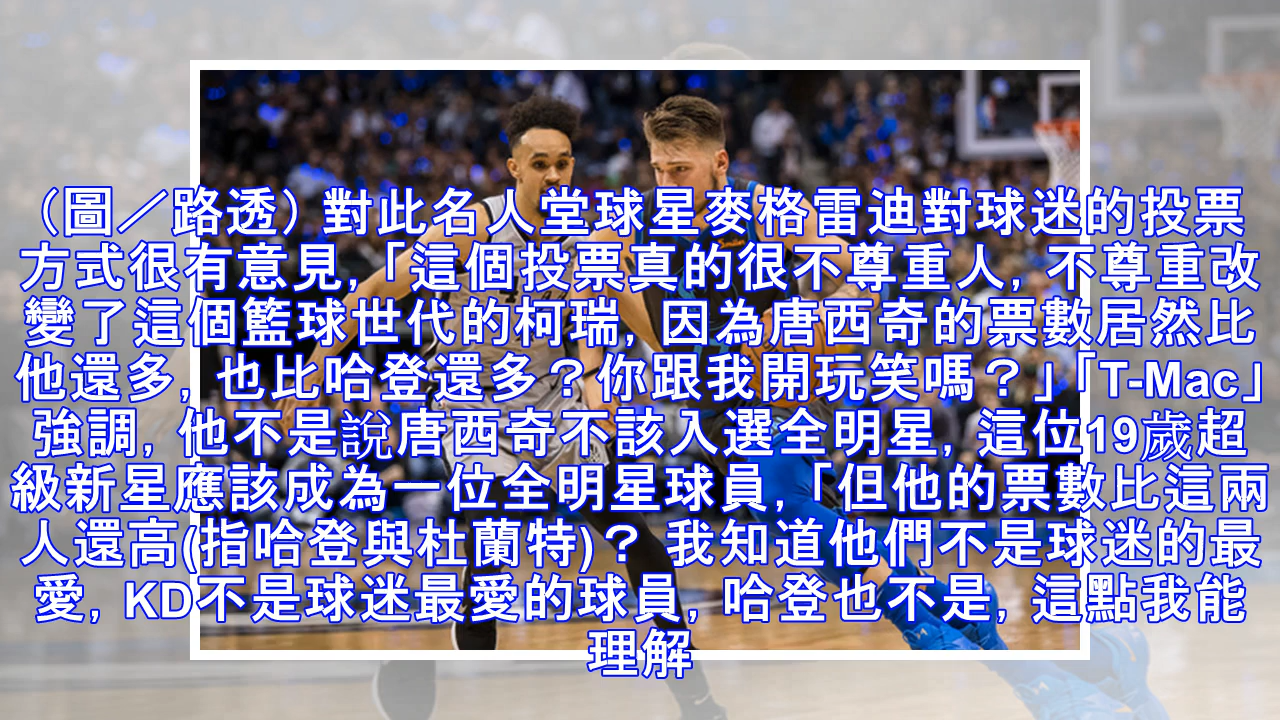 （圖／路透）對此名人堂球星麥格雷迪對球迷的投票
方式很有意見,「這個投票真的很不尊重人, 不尊重改
變了這個籃球世代的柯瑞, 因為唐西奇的票數居然比
他還多, 也比哈登還多？你跟我開玩笑嗎？」「T-Mac」
強調, 他不是說唐西奇不該入選全明星, 這位19歲超
級新星應該成為一位全明星球員,「但他的票數比這兩
人還高(指哈登與杜蘭特)？ 我知道他們不是球迷的最
愛, KD不是球迷最愛的球員, 哈登也不是, 這點我能
理解